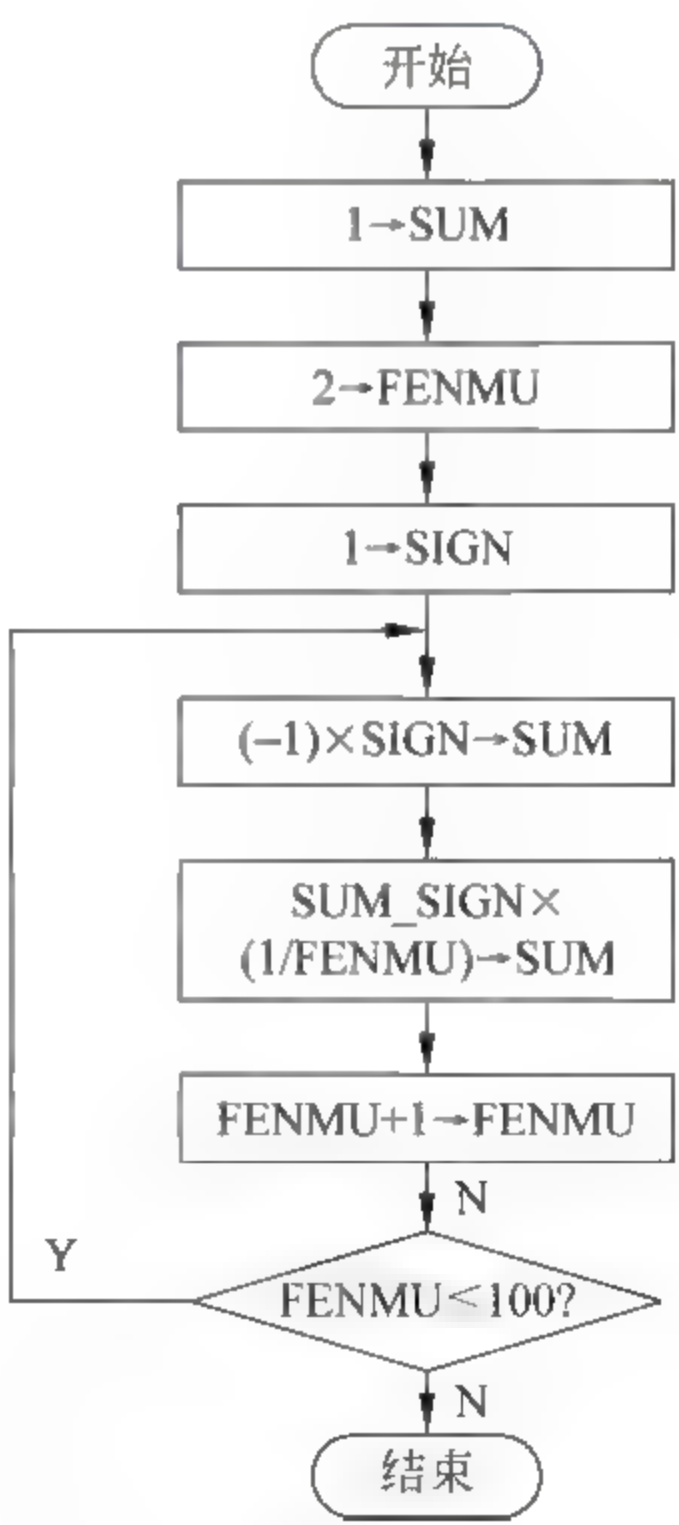 开始
1→SUM
2→FENMU
1→SIGN
(−1)×SIGN→SUM
SUM_SIGN×
(1/FENMU)→SUM
FENMU+1→FENMU
N
Y
FENMU<100?
N
结束